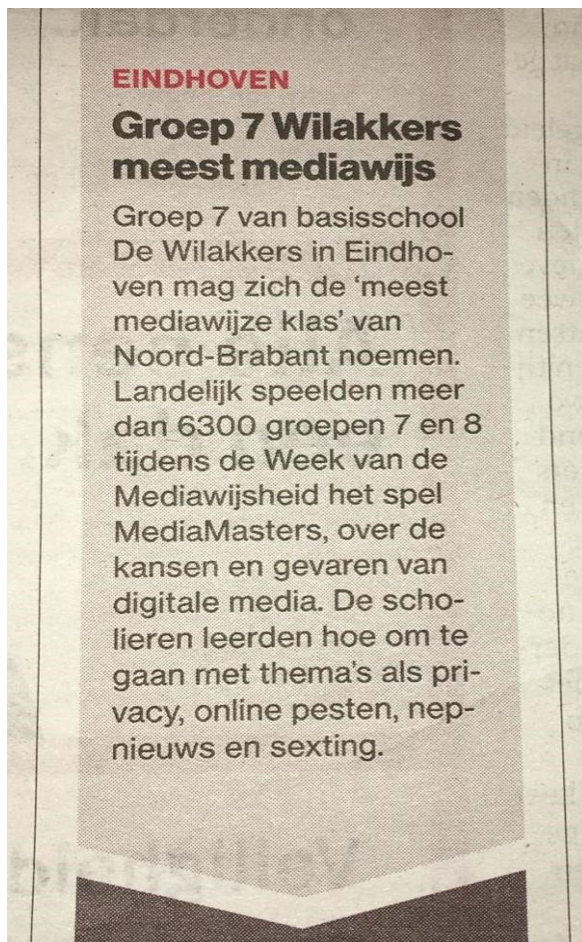 EINDHOVEN
Groep 7 Wilakkers
meest mediawijs
Groep 7 van basisschool
De Wilakkers in Eindho-
ven mag zich de ‘meest
mediawijze klas’ van
Noord-Brabant noemen.
Landelijk speelden meer
dan 6300 groepen 7 en 8
tijdens de Week van de
Mediawijsheid het spel
MediaMasters, over de
kansen en gevaren van
digitale media. De scho-
lieren leerden hoe om te
gaan met thema’s als pri-
vacy, online pesten, nep-
nieuws en sexting.